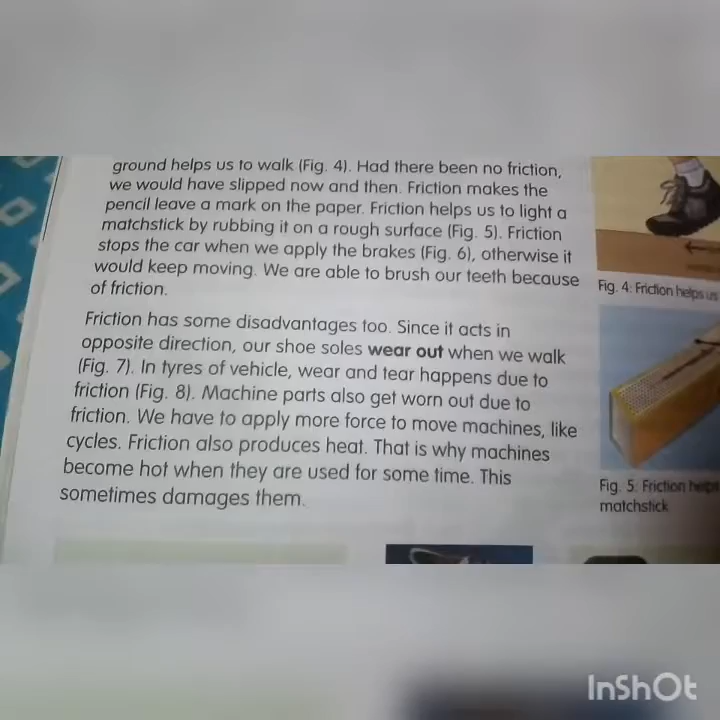 ground helps us to walk (Fig. 4). Had there been no friction,
we would have slipped now and then. Friction makes the
pencil leave a mark on the paper. Friction helps us to light a
matchstick by rubbing it on a rough surface (Fig. 5). Friction
stops the car when we apply the brakes (Fig. 6), otherwise it
would keep moving. We are able to brush our teeth because
of friction.
Friction has some disadvantages too. Since it acts in
opposite direction, our shoe soles wear out when we walk
(Fig. 7). In tyres of vehicle, wear and tear happens due to
friction (Fig. 8). Machine parts also get worn out due to
friction. We have to apply more force to move machines, like
cycles. Friction also produces heat. That is why machines
become hot when they are used for some time. This
sometimes damages them.
Fig. 4: Friction helps us
Fig. 5: Friction helps
matchstick
InShOt